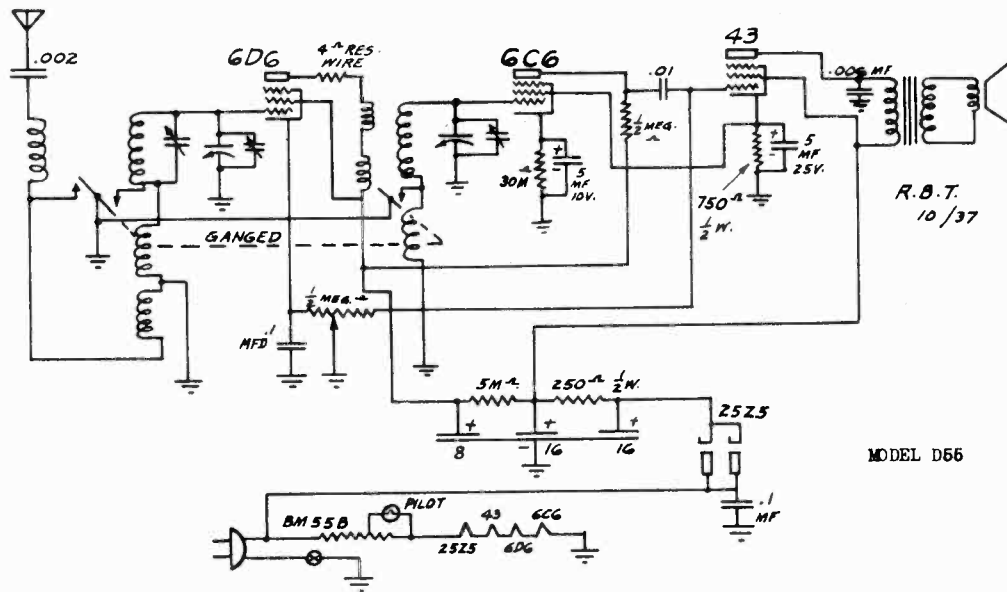 .002
6D6
4Ω RES.
WIRE
6C6
.01
43
.006 MF
½ MEG.
Ω
30M
Ω
+
-
5
MF
10V.
+
-
5
MF
25V.
750Ω
½ W.
R.B.T.
10/37
GANGED
½ MEG. Ω
MFD .1
5M Ω
250Ω ½ W.
25Z5
+
8
+
-
16
+
16
MODEL D55
.1
MF
PILOT
BM 55B
43
6C6
25Z5
6D6